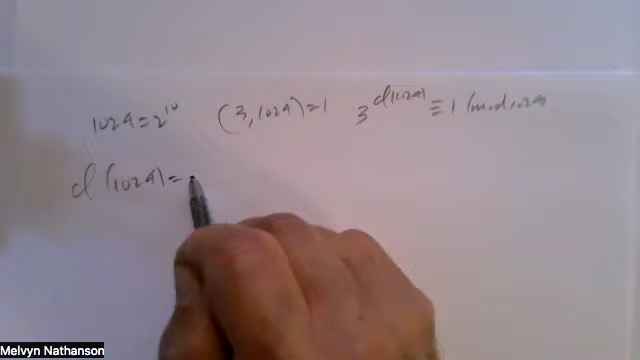 1024 = 2^10 (3, 1024) = 1 3^φ(1024) ≡ 1 (mod 1024)
φ(1024) =
Melvyn Nathanson